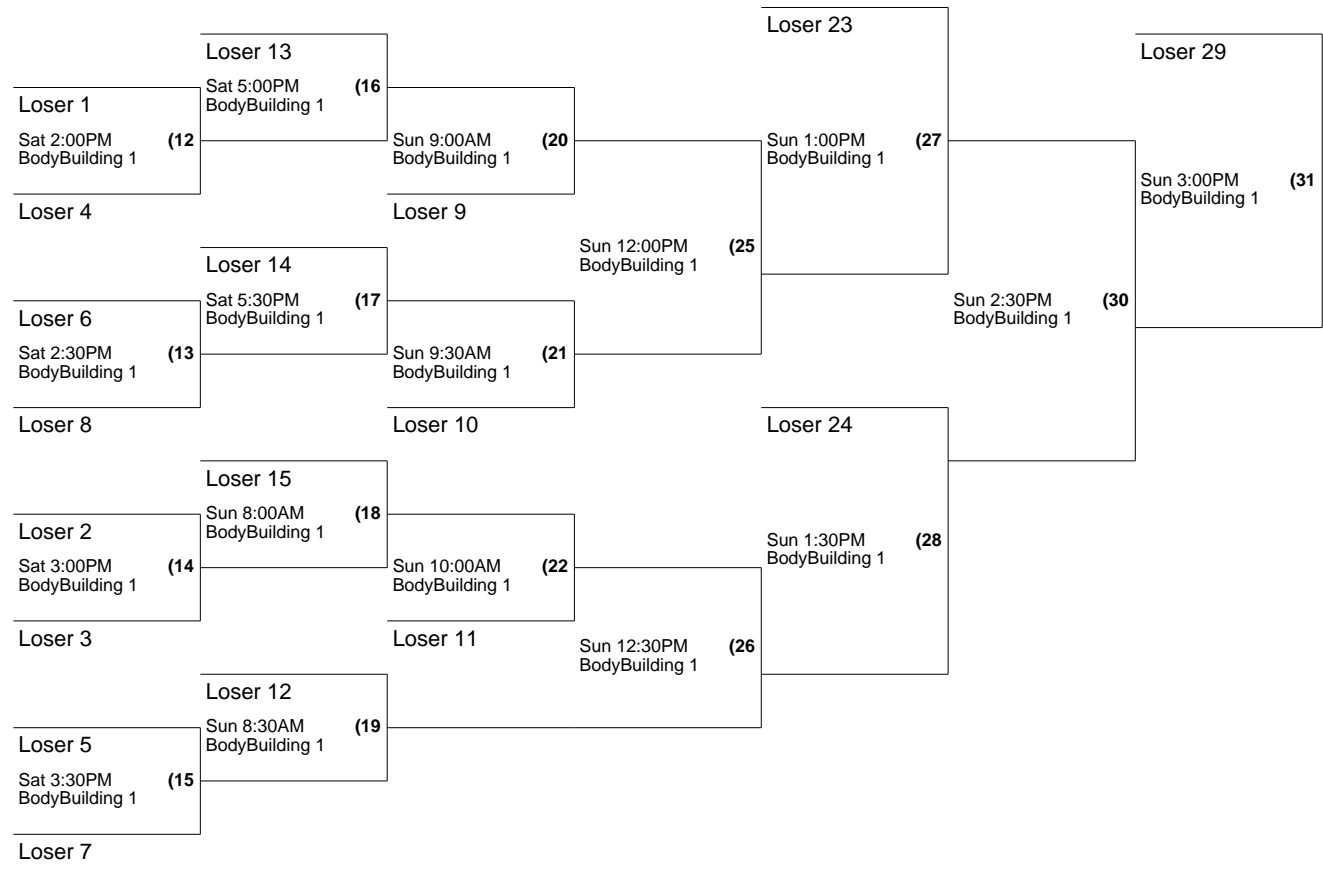 Loser 23
Loser 13
Loser 29
Sat 5:00PM (16
BodyBuilding 1
Loser 1
Sat 2:00PM (12
BodyBuilding 1
Sun 9:00AM (20
BodyBuilding 1
Sun 1:00PM (27
BodyBuilding 1
Sun 3:00PM (31
BodyBuilding 1
Loser 4
Loser 9
Sun 12:00PM (25
BodyBuilding 1
Loser 14
Sat 5:30PM (17
BodyBuilding 1
Sun 2:30PM (30
BodyBuilding 1
Loser 6
Sat 2:30PM (13
BodyBuilding 1
Sun 9:30AM (21
BodyBuilding 1
Loser 8
Loser 10
Loser 24
Loser 15
Sun 8:00AM (18
BodyBuilding 1
Loser 2
Sat 3:00PM (14
BodyBuilding 1
Sun 10:00AM (22
BodyBuilding 1
Sun 1:30PM (28
BodyBuilding 1
Loser 3
Loser 11
Sun 12:30PM (26
BodyBuilding 1
Loser 12
Sun 8:30AM (19
BodyBuilding 1
Loser 5
Sat 3:30PM (15
BodyBuilding 1
Loser 7